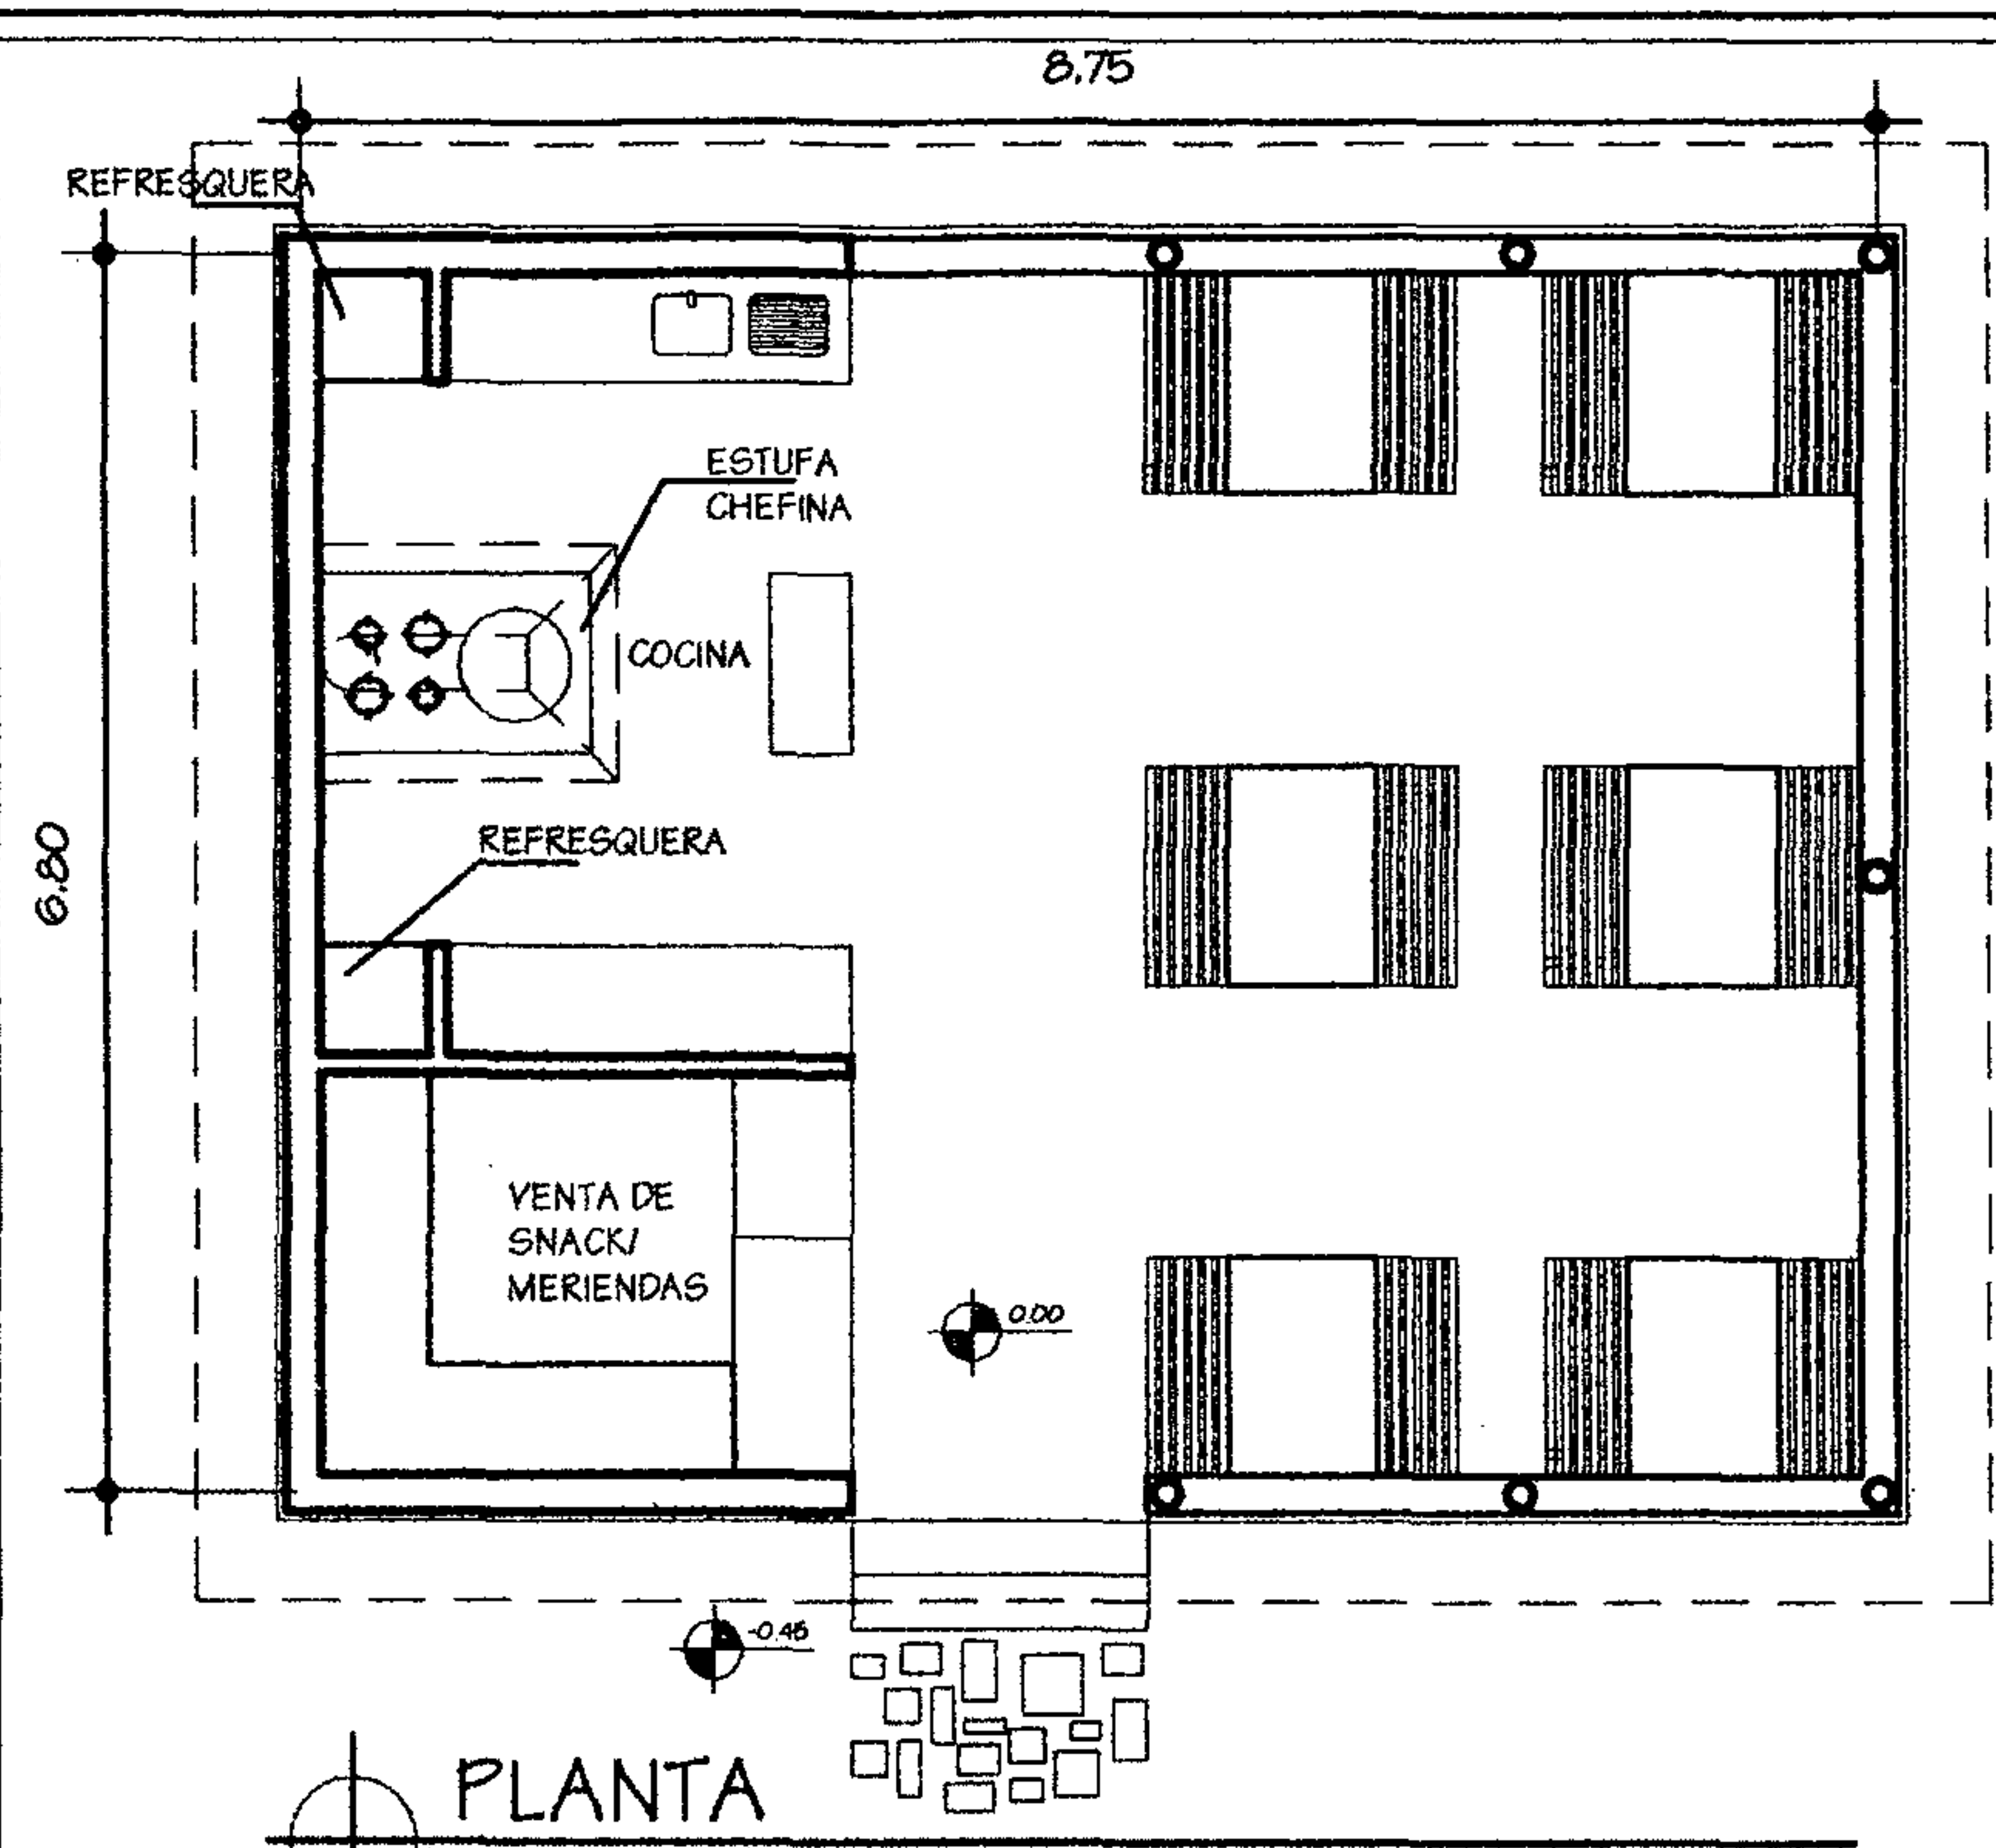 8.75
REFRESQUERA
ESTUFA
CHEFINA
COCINA
6.80
REFRESQUERA
VENTA DE
SNACK/
MERIENDAS
0.00
-0.45
PLANTA